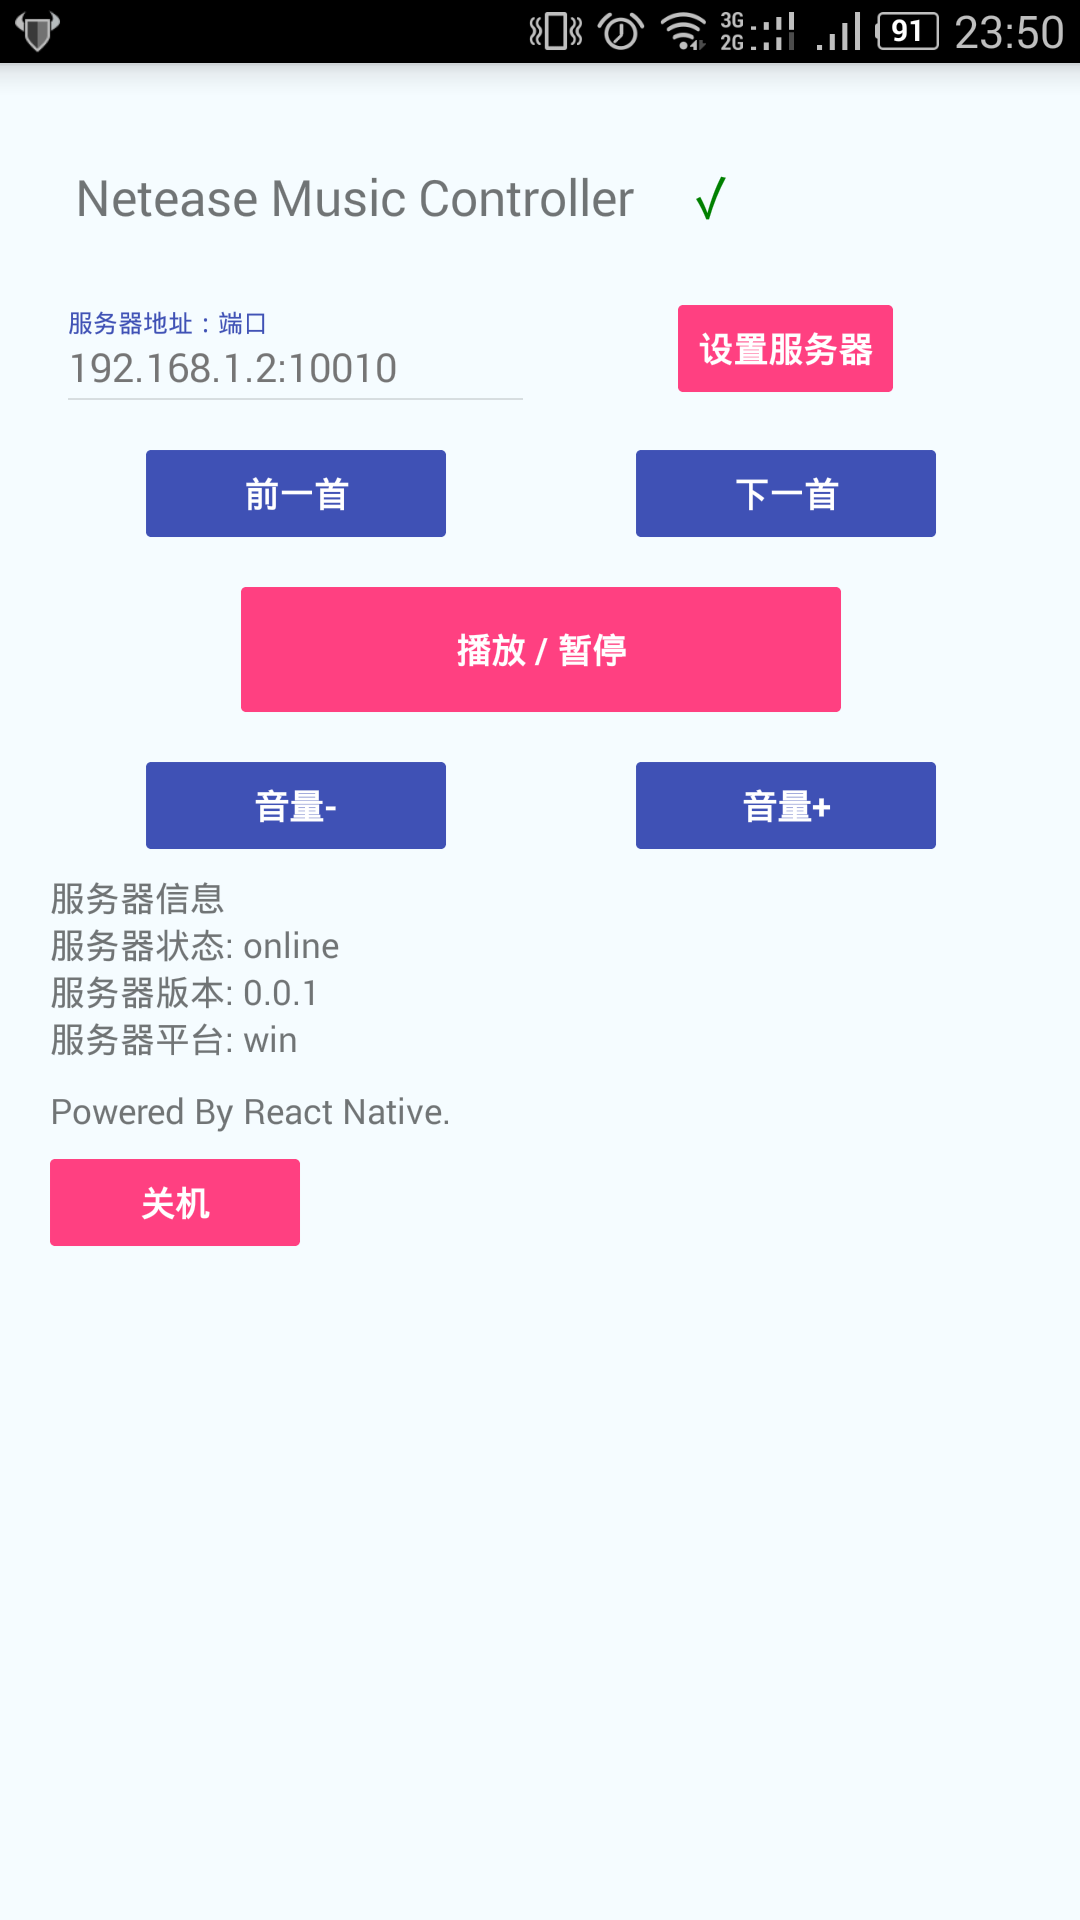 3G
2G
91
23:50
Netease Music Controller √
服务器地址：端口
192.168.1.2:10010
设置服务器
前一首
下一首
播放 / 暂停
音量-
音量+
服务器信息
服务器状态: online
服务器版本: 0.0.1
服务器平台: win
Powered By React Native.
关机